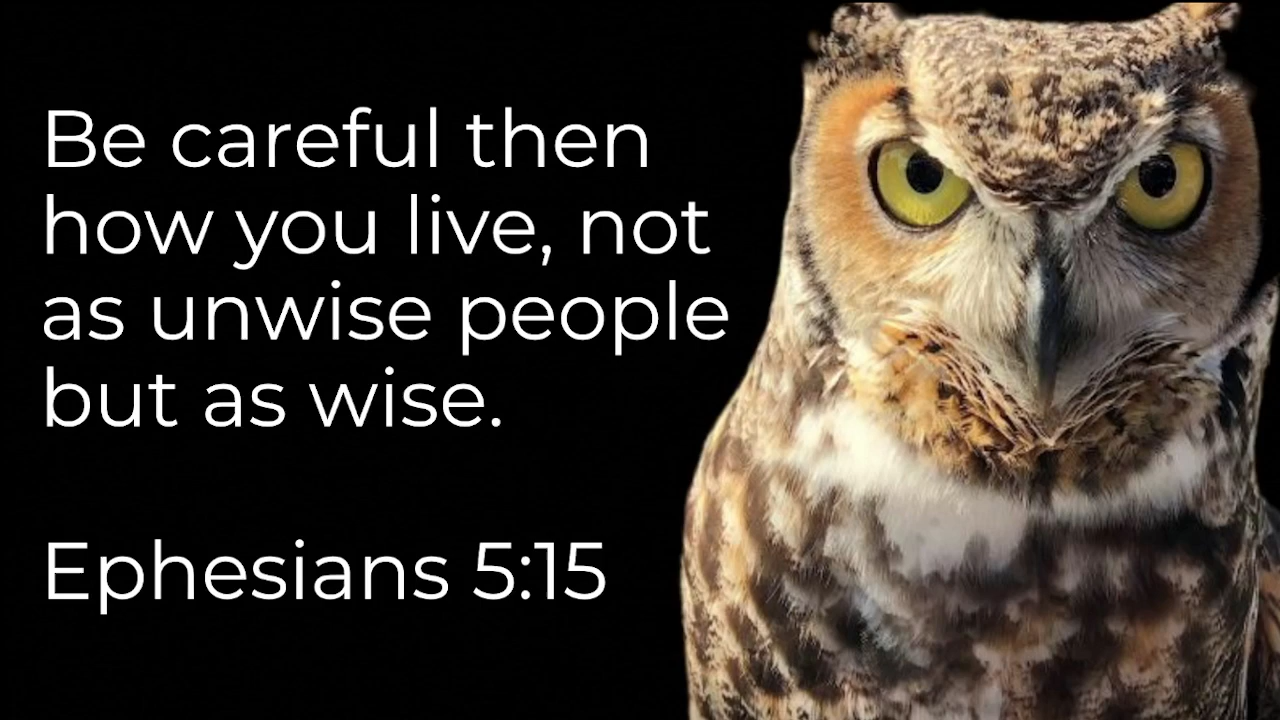 Be careful then
how you live, not
as unwise people
but as wise.
Ephesians 5:15